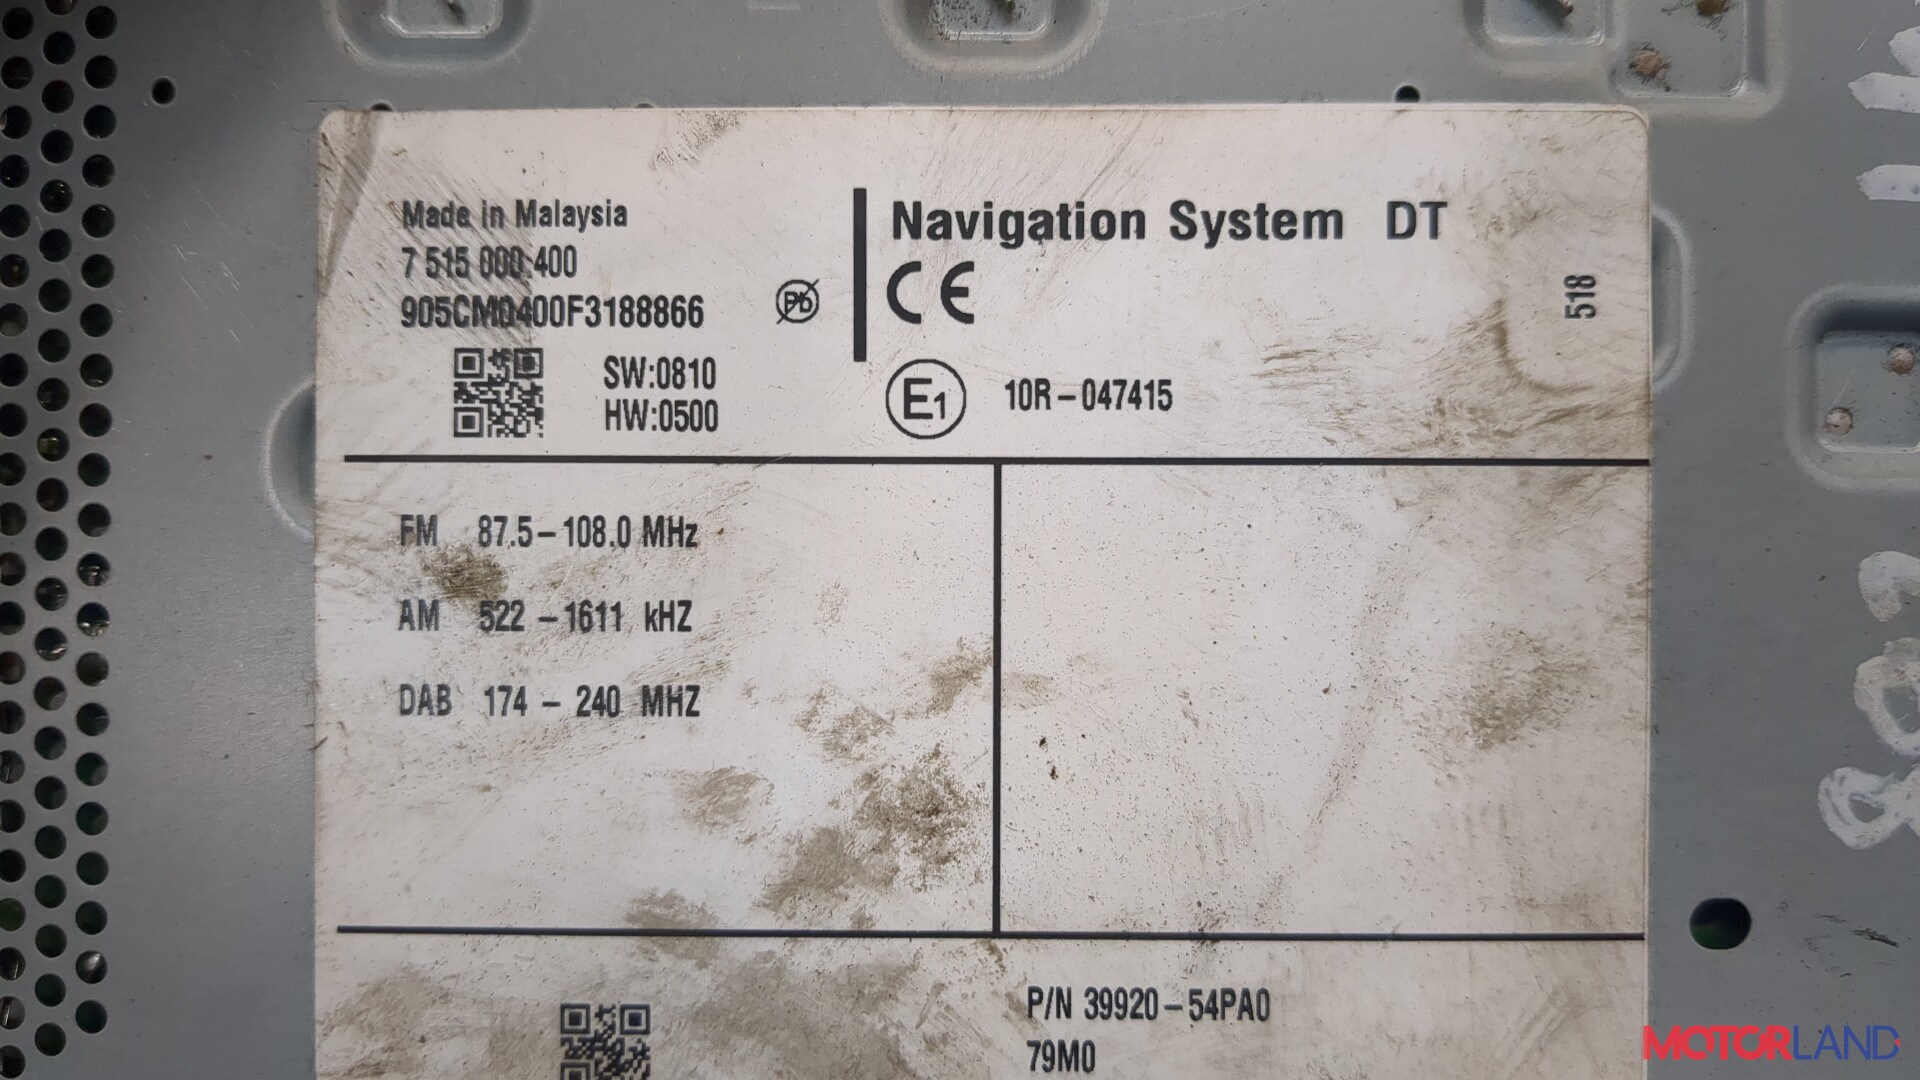 Made in Malaysia
7 515 000 400
905CM0400F3188866
SW:0810
HW:0500
Pb
Navigation System DT
CE
E1 10R-047415
518
FM 87.5-108.0 MHz
AM 522-1611 kHZ
DAB 174 - 240 MHZ
P/N 39920-54PA0
79M0
MOTORLAND